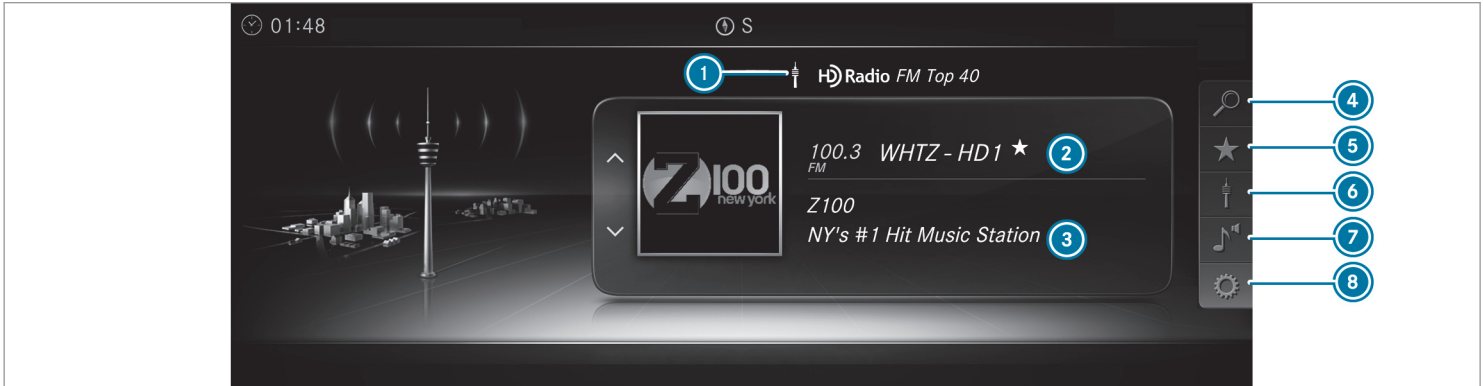 01:48
S
1
HD Radio FM Top 40
Z100
new york
100.3 WHTZ - HD1 ★ 2
FM
Z100
NY's #1 Hit Music Station 3
4
5
6
7
8